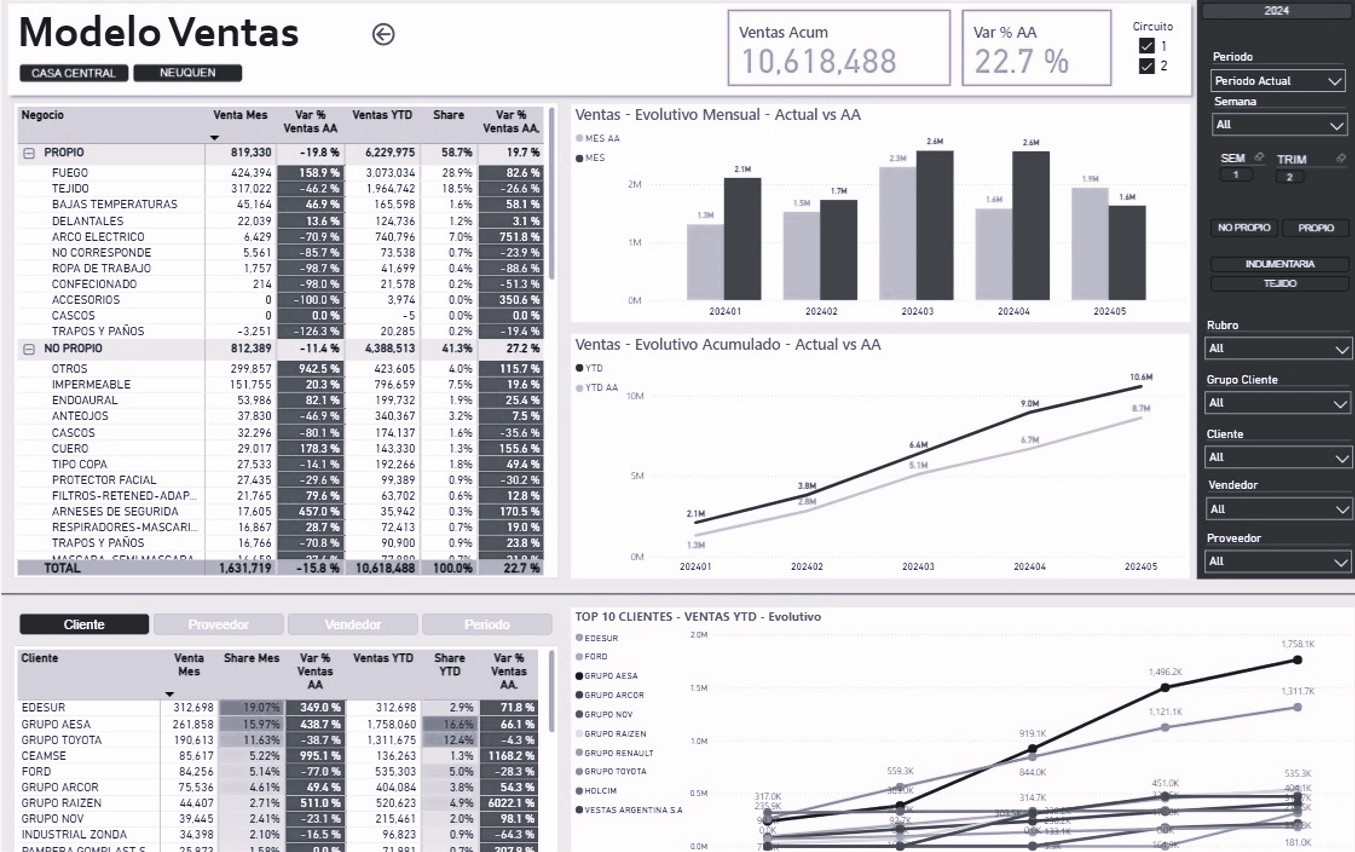 Modelo Ventas
CASA CENTRAL NEUQUEN
Ventas Acum
10,618,488
Var % AA
22.7 %
Circuito
1
2
Negocio Venta Mes Var % Ventas AA Ventas YTD Share Var % Ventas AA,
PROPIO 819,330 -19.8 % 6,229,975 58.7% 19.7 %
FUEGO 424,394 158.9 % 3,073,034 28.9% 82.6 %
TEJIDO 317,022 -46.2 % 1,964,742 18.5% -26.6 %
BAJAS TEMPERATURAS 45,164 46.9 % 165,598 1.6% 58.1 %
DELANTALES 22,039 13.6 % 124,736 1.2% 3.1 %
ARCO ELECTRICO 6,429 -70.9 % 740,796 7.0% 751.8 %
NO CORRESPONDE 5,561 -85.7 % 73,538 0.7% -23.9 %
ROPA DE TRABAJO 1,757 -98.7 % 41,699 0.4% -88.6 %
CONFECIONADO 214 -98.0 % 21,578 0.2% -51.3 %
ACCESORIOS 0 -100.0 % 3,974 0.0% 350.6 %
CASCOS 0 0.0 % -5 0.0% 0.0 %
TRAPOS Y PAÑOS -3,251 -126.3 % 20,285 0.2% -19.4 %
NO PROPIO 812,389 -11.4 % 4,388,513 41.3% 27.2 %
OTROS 299,857 942.5 % 423,605 4.0% 115.7 %
IMPERMEABLE 151,755 20.3 % 796,659 7.5% 19.6 %
ENDOAURAL 53,986 82.1 % 199,732 1.9% 25.4 %
ANTEOJOS 37,830 -46.9 % 340,367 3.2% 7.5 %
CASCOS 32,296 -80.1 % 174,137 1.6% -35.6 %
CUERO 29,017 178.3 % 143,330 1.3% 155.6 %
TIPO COPA 27,533 -14.1 % 192,266 1.8% 49.4 %
PROTECTOR FACIAL 27,435 -29.6 % 99,389 0.9% -30.2 %
FILTROS-RETENED-ADAP... 21,765 79.6 % 63,702 0.6% 12.8 %
ARNESES DE SEGURIDA 17,605 457.0 % 35,942 0.3% 170.5 %
RESPIRADORES-MASCARI... 16,867 28.7 % 72,413 0.7% 19.0 %
TRAPOS Y PAÑOS 16,766 -70.8 % 90,900 0.9% 23.8 %
TOTAL 1,631,719 -15.8 % 10,618,488 100.0% 22.7 %
Ventas - Evolutivo Mensual - Actual vs AA
MES AA
MES
2M
1M
0M
1.3M 2.1M 1.5M 1.7M 2.3M 2.6M 1.6M 2.6M 1.9M 1.6M
202401 202402 202403 202404 202405
Ventas - Evolutivo Acumulado - Actual vs AA
YTD
YTD AA
10M
5M
0M
2.1M 3.8M 6.4M 9.0M 10.6M
1.3M 2.8M 5.1M 6.7M 8.7M
202401 202402 202403 202404 202405
2024
Periodo
Periodo Actual
Semana
All
SEM TRIM
1 2
NO PROPIO PROPIO
INDUMENTARIA
TEJIDO
Rubro
All
Grupo Cliente
All
Cliente
All
Vendedor
All
Proveedor
All
Cliente Proveedor Vendedor Periodo
Cliente Venta Mes Share Mes Var % Ventas AA Ventas YTD Share YTD Var % Ventas AA.
EDESUR 312,698 19.07% 349.0 % 312,698 2.9% 71.8 %
GRUPO AESA 261,858 15.97% 438.7 % 1,758,060 16.6% 66.1 %
GRUPO TOYOTA 190,613 11.63% -38.7 % 1,311,675 12.4% -4.3 %
CEAMSE 85,617 5.22% 995.1 % 136,263 1.3% 1168.2 %
FORD 84,256 5.14% -77.0 % 535,303 5.0% -28.3 %
GRUPO ARCOR 75,536 4.61% 49.4 % 404,084 3.8% 54.3 %
GRUPO RAIZEN 44,407 2.71% 511.0 % 520,623 4.9% 6022.1 %
GRUPO NOV 39,445 2.41% -23.1 % 215,461 2.0% 98.1 %
INDUSTRIAL ZONDA 34,398 2.10% -16.5 % 96,823 0.9% -64.3 %
TOP 10 CLIENTES - VENTAS YTD - Evolutivo
EDESUR
FORD
GRUPO AESA
GRUPO ARCOR
GRUPO NOV
GRUPO RAIZEN
GRUPO RENAULT
GRUPO TOYOTA
HOLCIM
VESTAS ARGENTINA S.A
2.0M
1.5M
1.0M
0.5M
0.0M
317.0K
559.3K
919.1K
844.0K
314.7K
1,496.2K
1,121.1K
451.0K
1,758.1K
1,311.7K
535.3K
181.0K